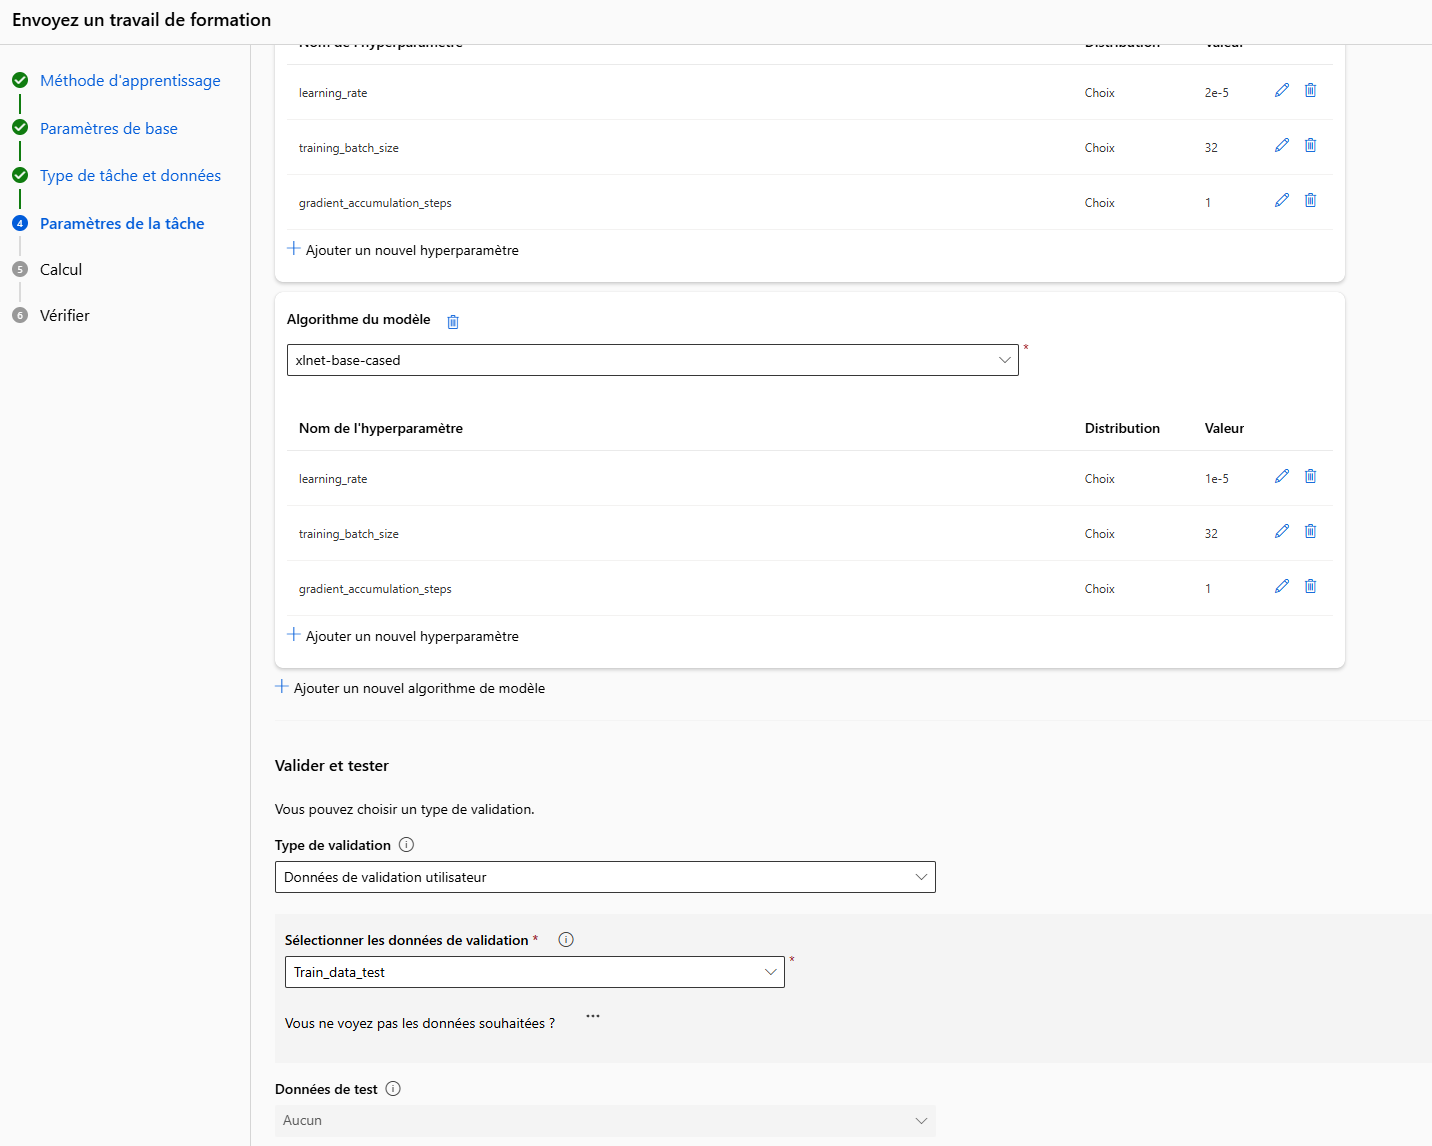 Envoyez un travail de formation
Méthode d'apprentissage
Paramètres de base
Type de tâche et données
4 Paramètres de la tâche
5 Calcul
6 Vérifier
Nom de l'hyperparamètre Distribution Valeur
learning_rate Choix 2e-5
training_batch_size Choix 32
gradient_accumulation_steps Choix 1
Ajouter un nouvel hyperparamètre
Algorithme du modèle
xlnet-base-cased *
Nom de l'hyperparamètre Distribution Valeur
learning_rate Choix 1e-5
training_batch_size Choix 32
gradient_accumulation_steps Choix 1
Ajouter un nouvel hyperparamètre
Ajouter un nouvel algorithme de modèle
Valider et tester
Vous pouvez choisir un type de validation.
Type de validation
Données de validation utilisateur
Sélectionner les données de validation *
Train_data_test *
Vous ne voyez pas les données souhaitées ? ...
Données de test
Aucun